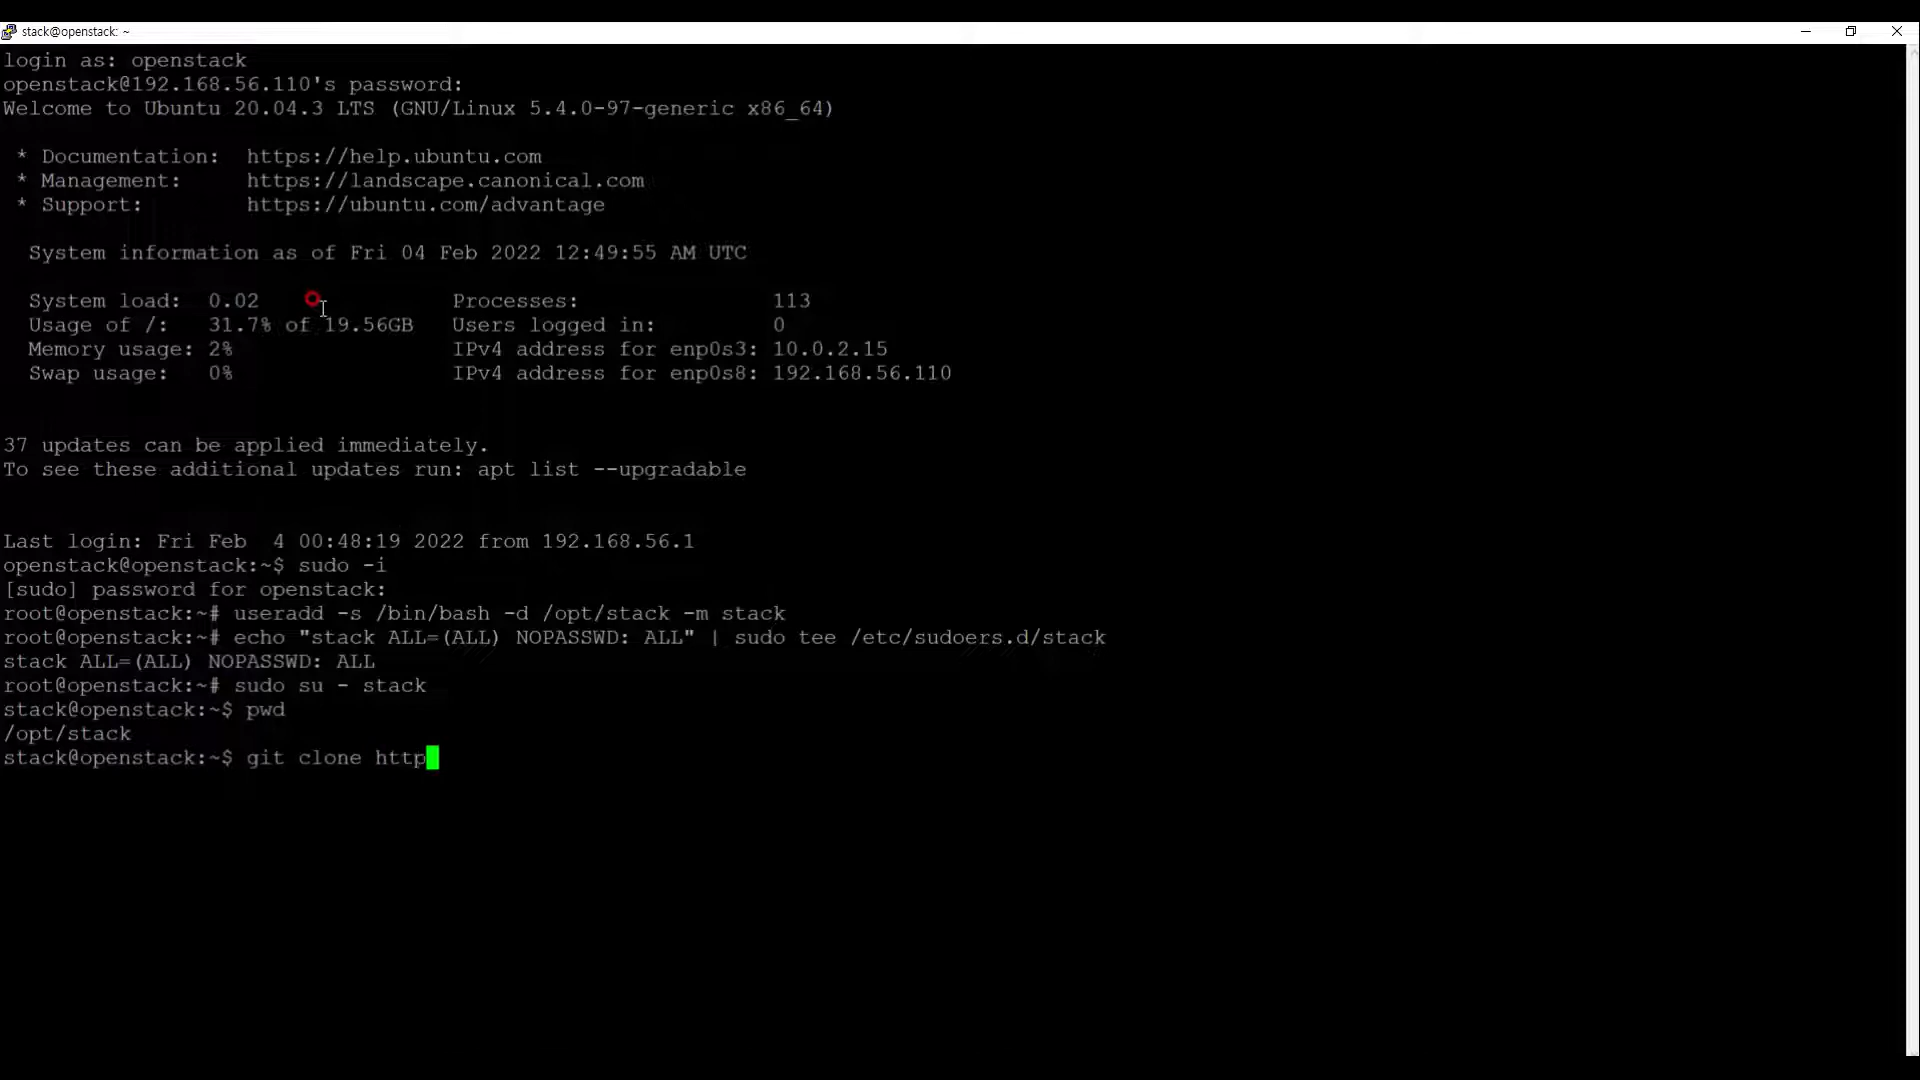 stack@openstack: ~
login as: openstack
openstack@192.168.56.110's password:
Welcome to Ubuntu 20.04.3 LTS (GNU/Linux 5.4.0-97-generic x86_64)
* Documentation:  https://help.ubuntu.com
* Management:     https://landscape.canonical.com
* Support:        https://ubuntu.com/advantage
System information as of Fri 04 Feb 2022 12:49:55 AM UTC
System load:  0.02               Processes:               113
Usage of /:   31.7% of 19.56GB   Users logged in:         0
Memory usage: 2%                 IPv4 address for enp0s3: 10.0.2.15
Swap usage:   0%                 IPv4 address for enp0s8: 192.168.56.110
37 updates can be applied immediately.
To see these additional updates run: apt list --upgradable
Last login: Fri Feb  4 00:48:19 2022 from 192.168.56.1
openstack@openstack:~$ sudo -i
[sudo] password for openstack:
root@openstack:~# useradd -s /bin/bash -d /opt/stack -m stack
root@openstack:~# echo "stack ALL=(ALL) NOPASSWD: ALL" | sudo tee /etc/sudoers.d/stack
stack ALL=(ALL) NOPASSWD: ALL
root@openstack:~# sudo su - stack
stack@openstack:~$ pwd
/opt/stack
stack@openstack:~$ git clone http